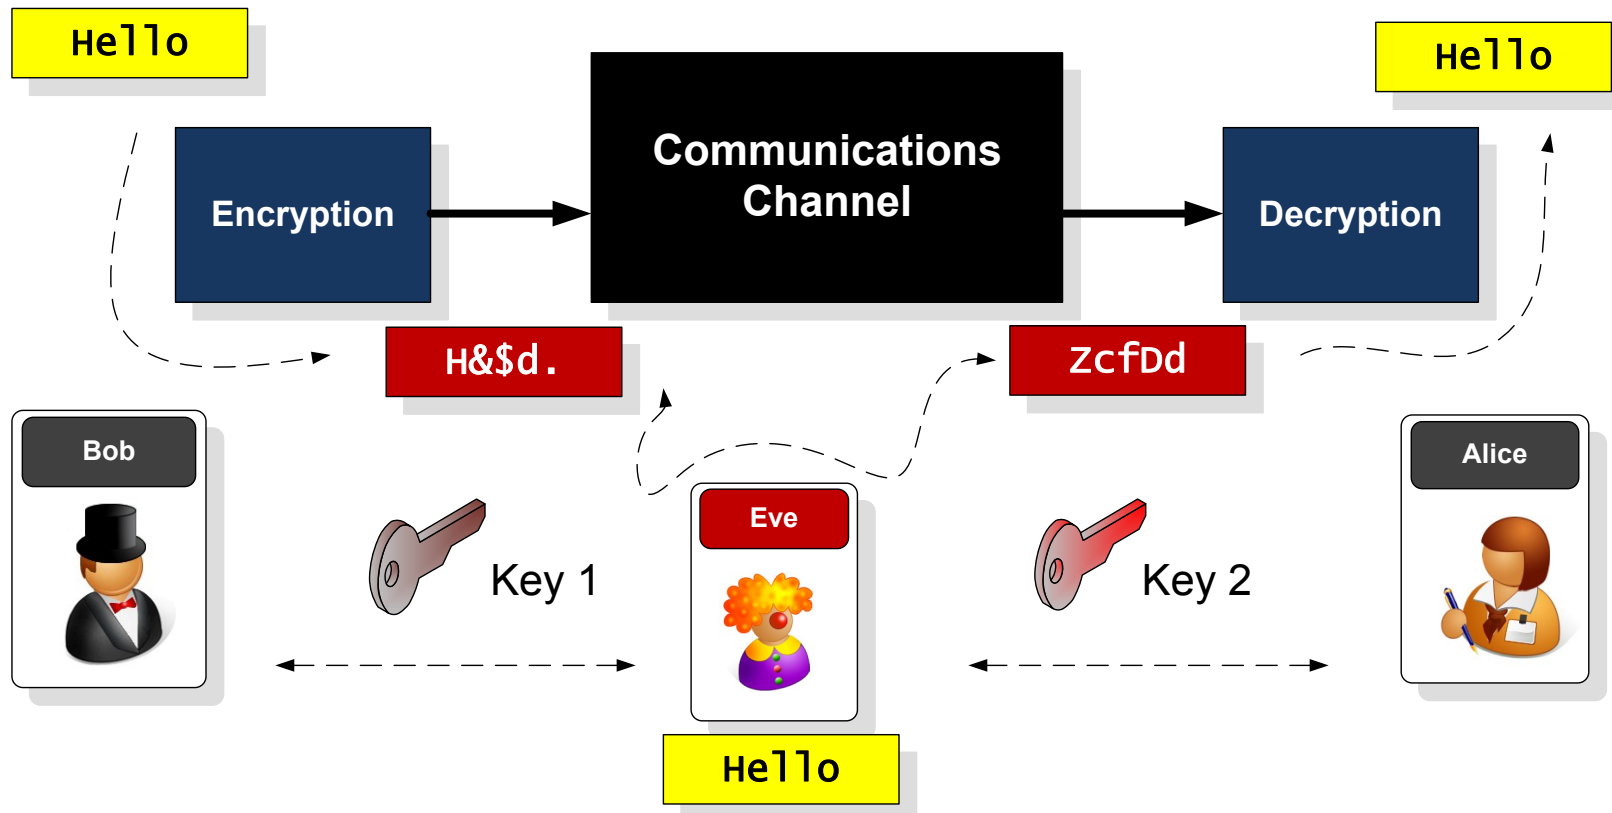 Hello
Hello
Communications
Channel
Encryption
Decryption
H&$d.
ZcfDd
Bob
Alice
Eve
Key 1
Key 2
Hello